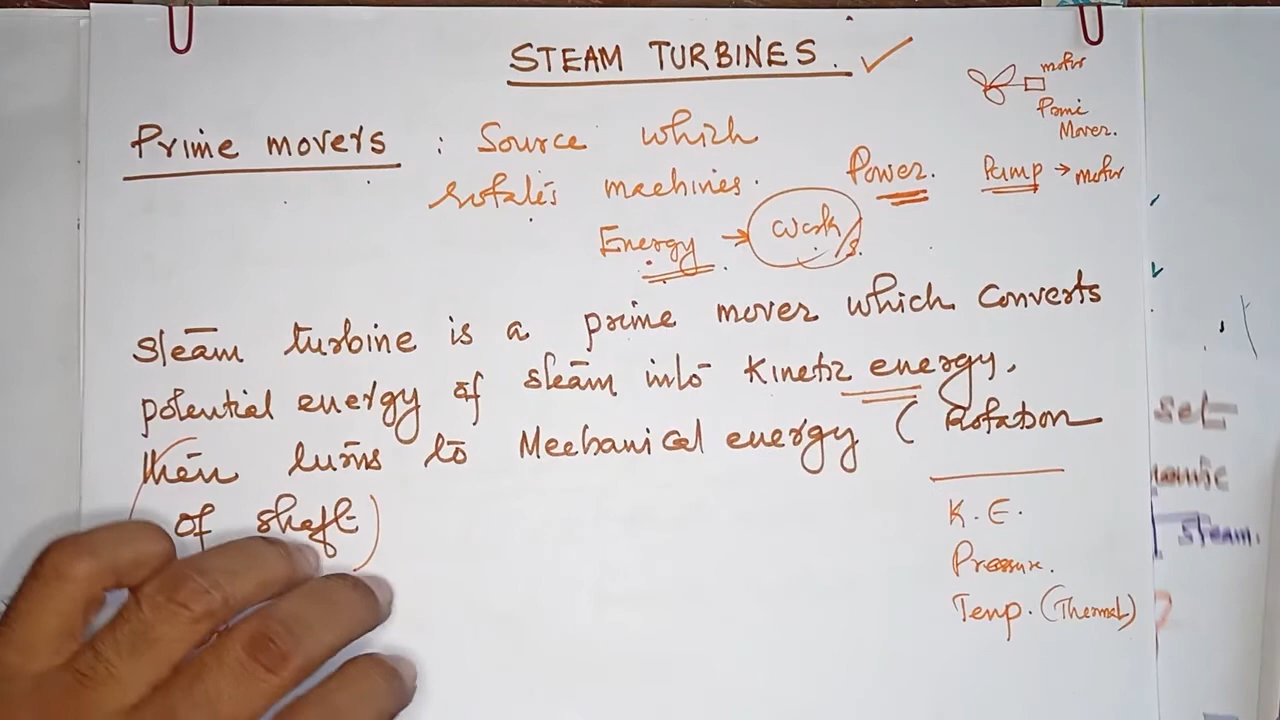 STEAM TURBINES.
motor
Prime
Mover.
Prime movers : Source which
rotates machines.
Power.
Pump → motor
Energy → Work/s.
Steam turbine is a prime mover which converts
potential energy of steam into Kinetic energy.
then turns to Mechanical energy ( Rotation
of shaft)
K.E.
Pressure.
Temp. (Thermal)
set
steam.